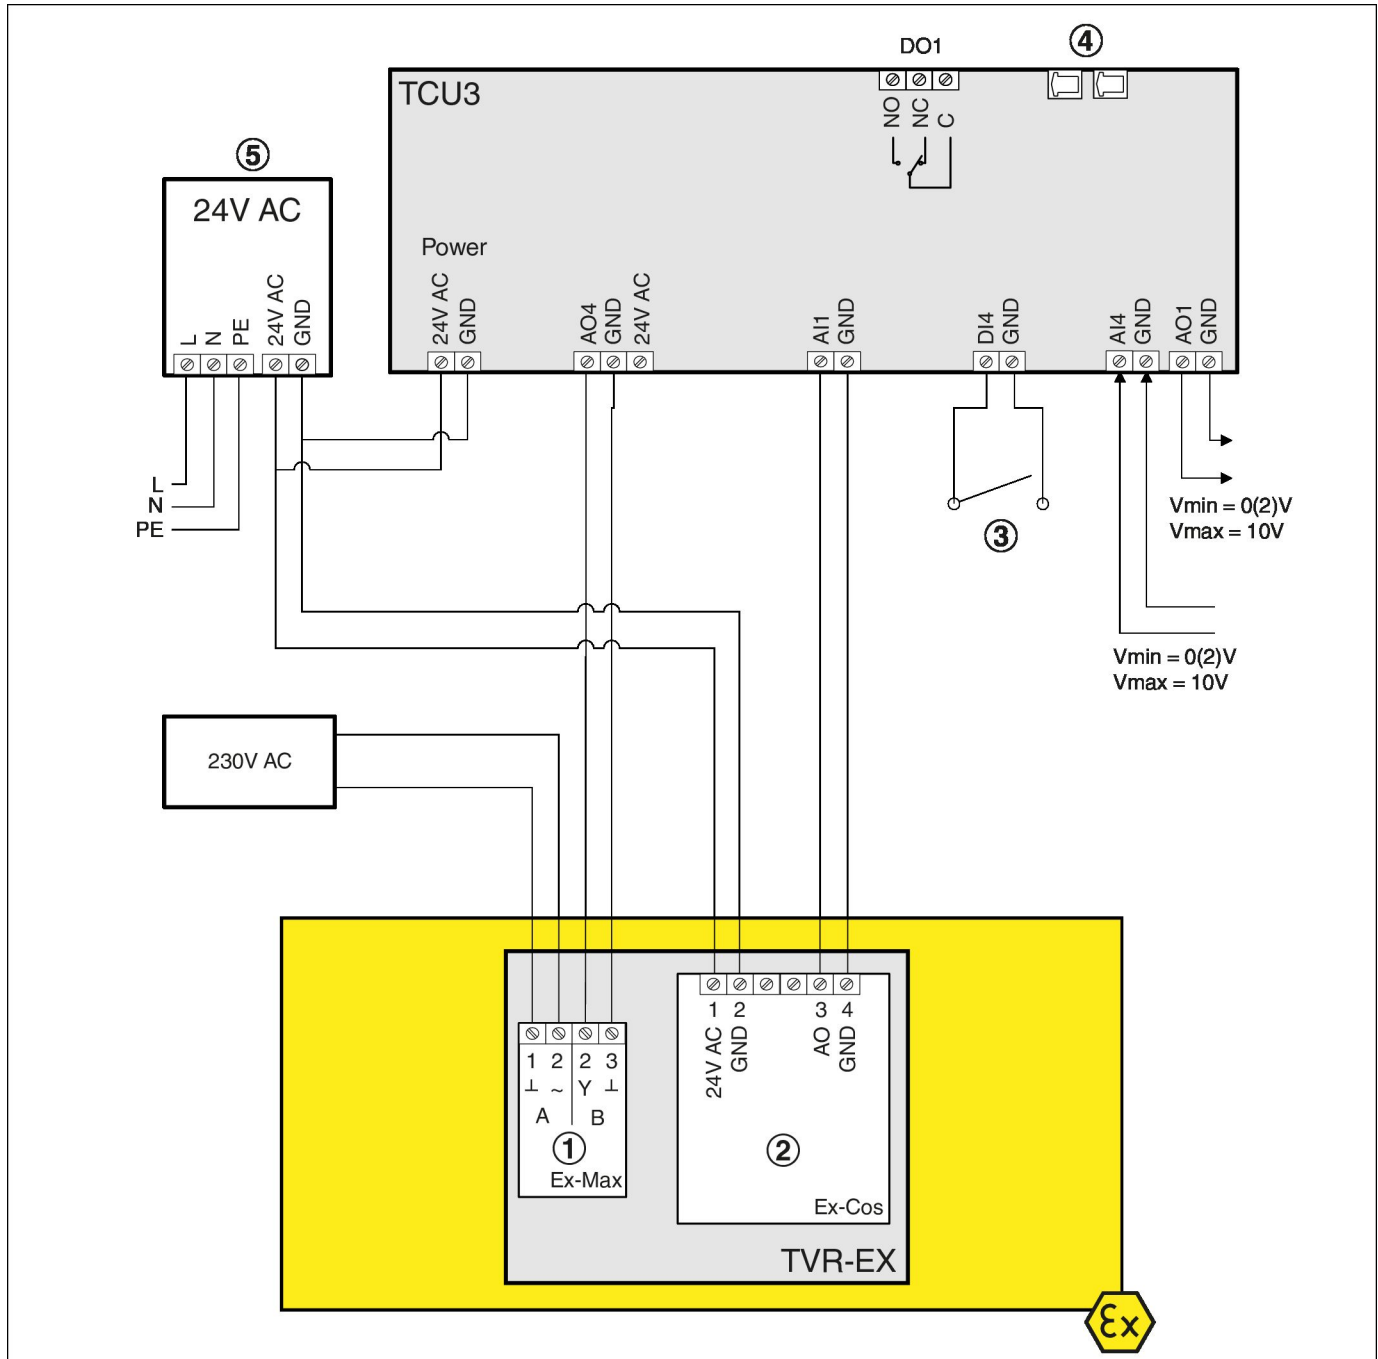 DO1
④
TCU3
NO
NC
C
⑤
24V AC
Power
L
N
PE
24V AC
GND
24V AC
GND
AO4
GND
24V AC
AI1
GND
DI4
GND
AI4
GND
AO1
GND
L
N
PE
Vmin = 0(2)V
Vmax = 10V
③
Vmin = 0(2)V
Vmax = 10V
230V AC
1 2 3 4
24V AC
GND
AO
GND
1 2 2 3
⊥ ~ Y ⊥
A B
①
②
Ex-Max
Ex-Cos
TVR-EX
Ex